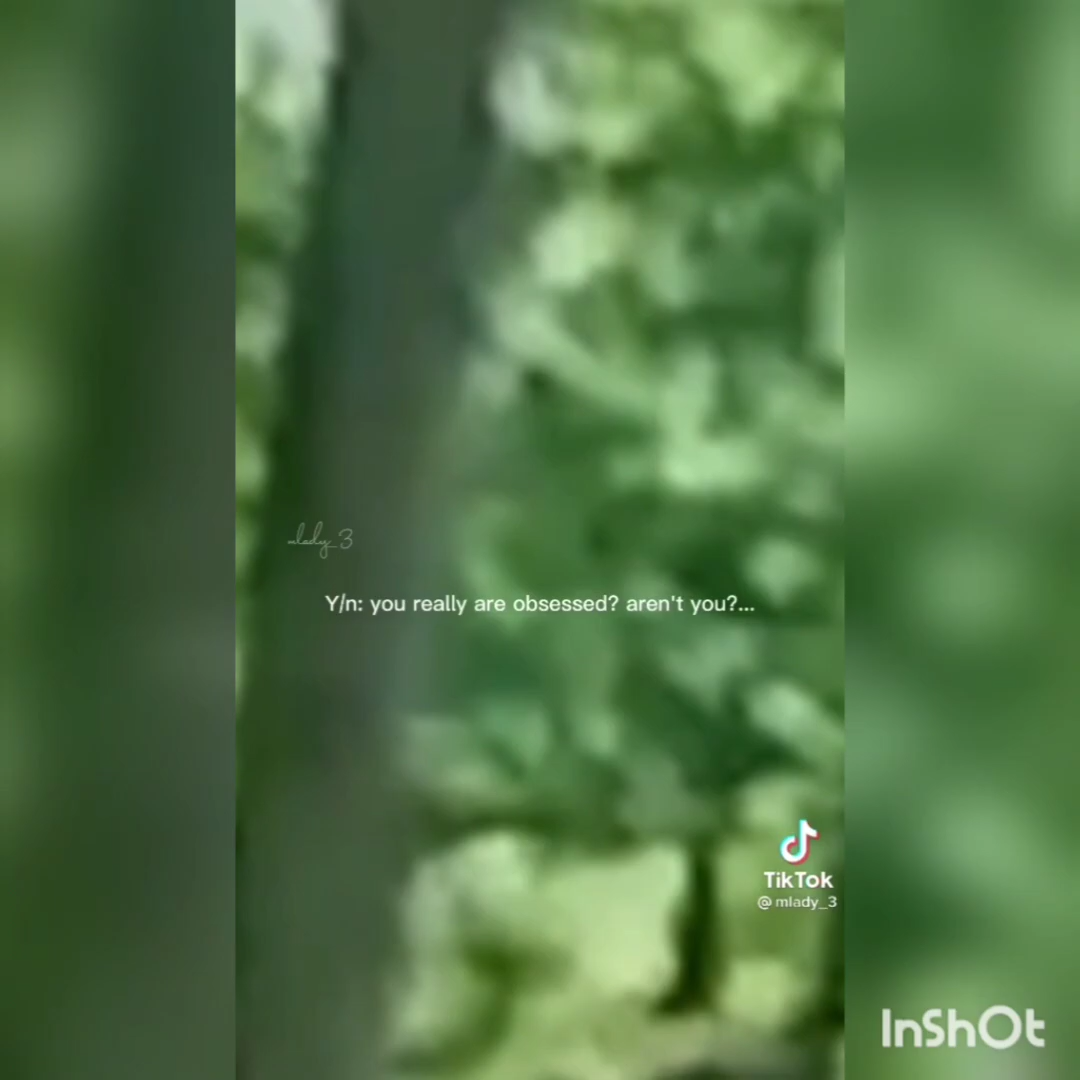 mlady_3
Y/n: you really are obsessed? aren't you?...
TikTok
@mlady_3
InShOt